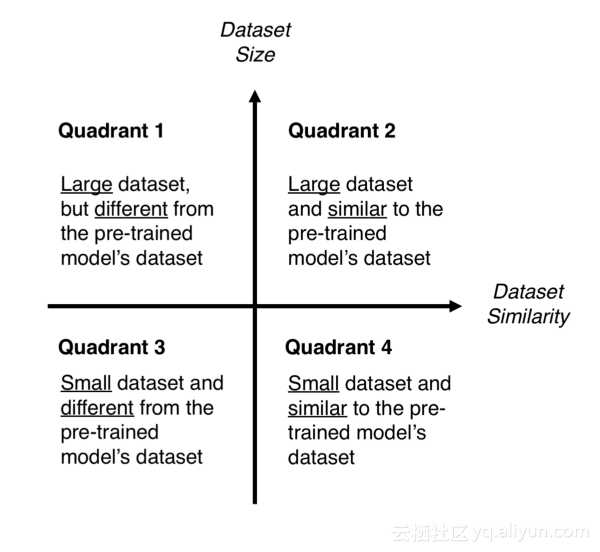 Dataset
Size
Quadrant 1
Large dataset,
but different from
the pre-trained
model's dataset
Quadrant 2
Large dataset
and similar to the
pre-trained
model's dataset
Dataset
Similarity
Quadrant 3
Small dataset and
different from the
pre-trained
model's dataset
Quadrant 4
Small dataset and
similar to the pre-
trained model's
dataset
云栖社区 yq.aliyun.com